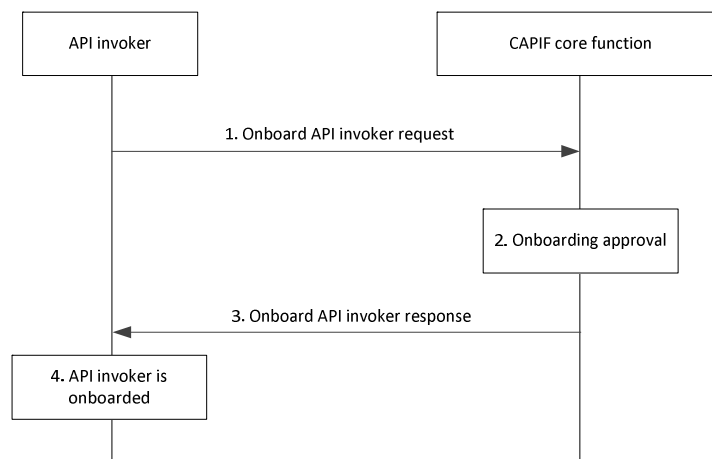 API invoker
CAPIF core function
1. Onboard API invoker request
2. Onboarding approval
3. Onboard API invoker response
4. API invoker is
onboarded